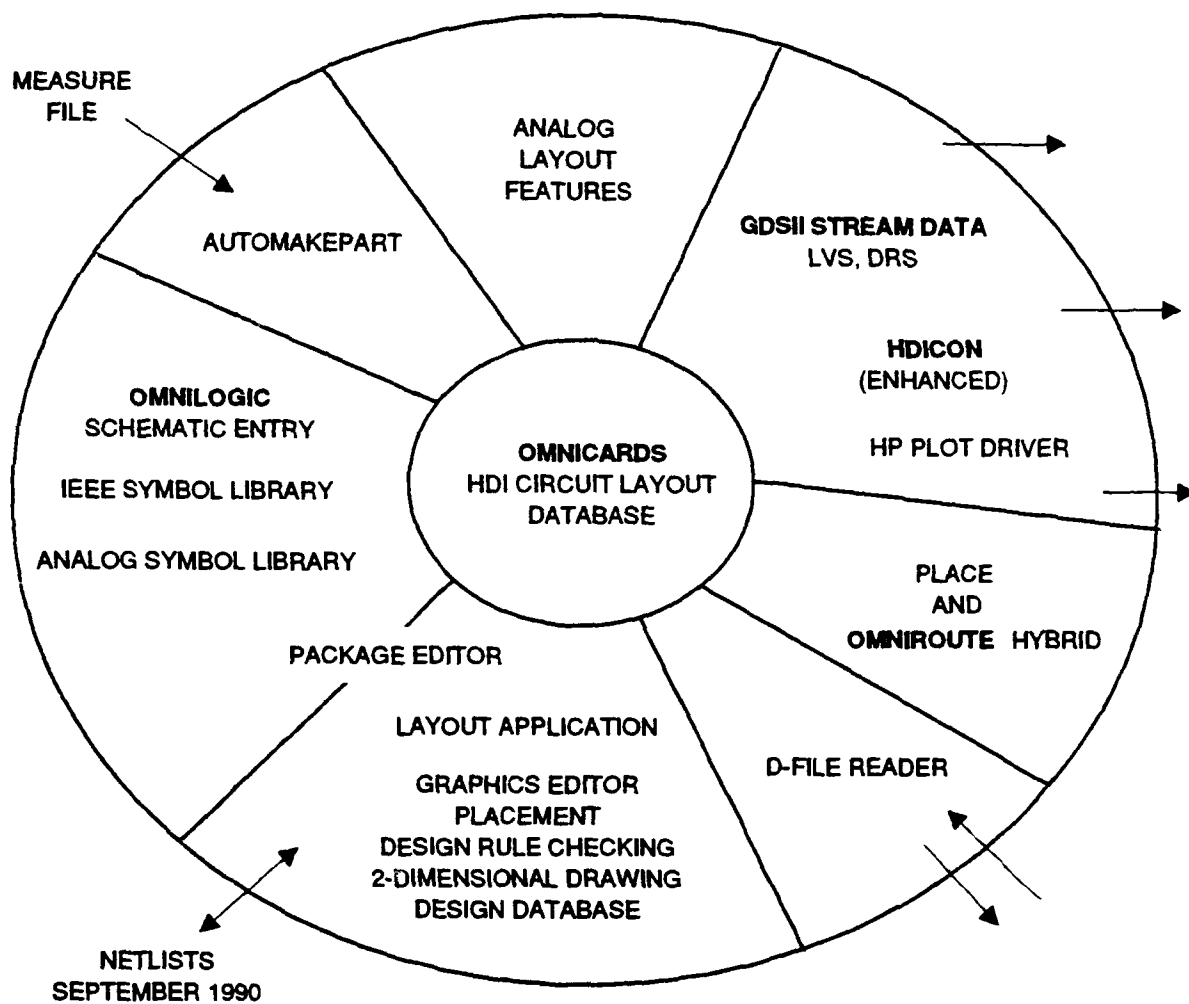 MEASURE
FILE
AUTOMAKEPART
ANALOG
LAYOUT
FEATURES
GDSII STREAM DATA
LVS, DRS
HDICON
(ENHANCED)
HP PLOT DRIVER
OMNILOGIC
SCHEMATIC ENTRY
IEEE SYMBOL LIBRARY
ANALOG SYMBOL LIBRARY
OMNICARDS
HDI CIRCUIT LAYOUT
DATABASE
PLACE
AND
OMNIROUTE HYBRID
PACKAGE EDITOR
LAYOUT APPLICATION
GRAPHICS EDITOR
PLACEMENT
DESIGN RULE CHECKING
2-DIMENSIONAL DRAWING
DESIGN DATABASE
D-FILE READER
NETLISTS
SEPTEMBER 1990